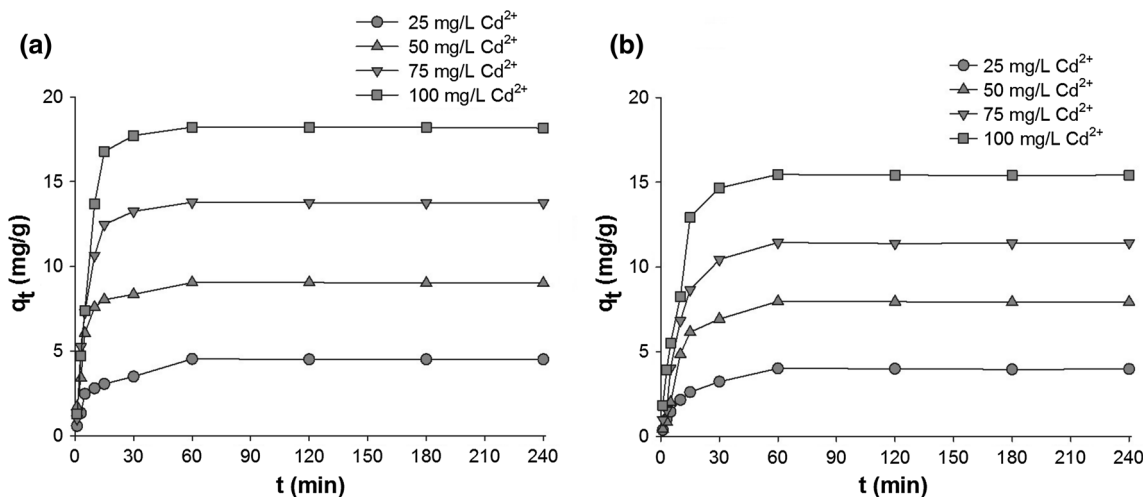 (a)
25 mg/L Cd²⁺
50 mg/L Cd²⁺
75 mg/L Cd²⁺
100 mg/L Cd²⁺
20
15
10
5
0
qt (mg/g)
0 30 60 90 120 150 180 210 240
t (min)
(b)
25 mg/L Cd²⁺
50 mg/L Cd²⁺
75 mg/L Cd²⁺
100 mg/L Cd²⁺
20
15
10
5
0
qt (mg/g)
0 30 60 90 120 150 180 210 240
t (min)